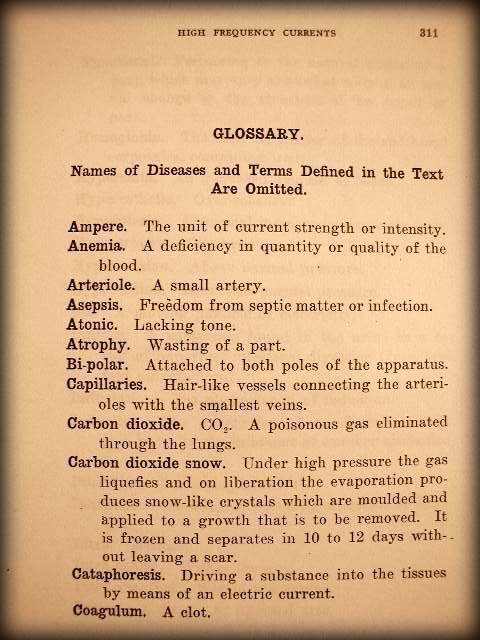 HIGH FREQUENCY CURRENTS 311
GLOSSARY.
Names of Diseases and Terms Defined in the Text
Are Omitted.
Ampere. The unit of current strength or intensity.
Anemia. A deficiency in quantity or quality of the
blood.
Arteriole. A small artery.
Asepsis. Freedom from septic matter or infection.
Atonic. Lacking tone.
Atrophy. Wasting of a part.
Bi-polar. Attached to both poles of the apparatus.
Capillaries. Hair-like vessels connecting the arteri-
oles with the smallest veins.
Carbon dioxide. CO₂. A poisonous gas eliminated
through the lungs.
Carbon dioxide snow. Under high pressure the gas
liquefies and on liberation the evaporation pro-
duces snow-like crystals which are moulded and
applied to a growth that is to be removed. It
is frozen and separates in 10 to 12 days with-
out leaving a scar.
Cataphoresis. Driving a substance into the tissues
by means of an electric current.
Coagulum. A clot.